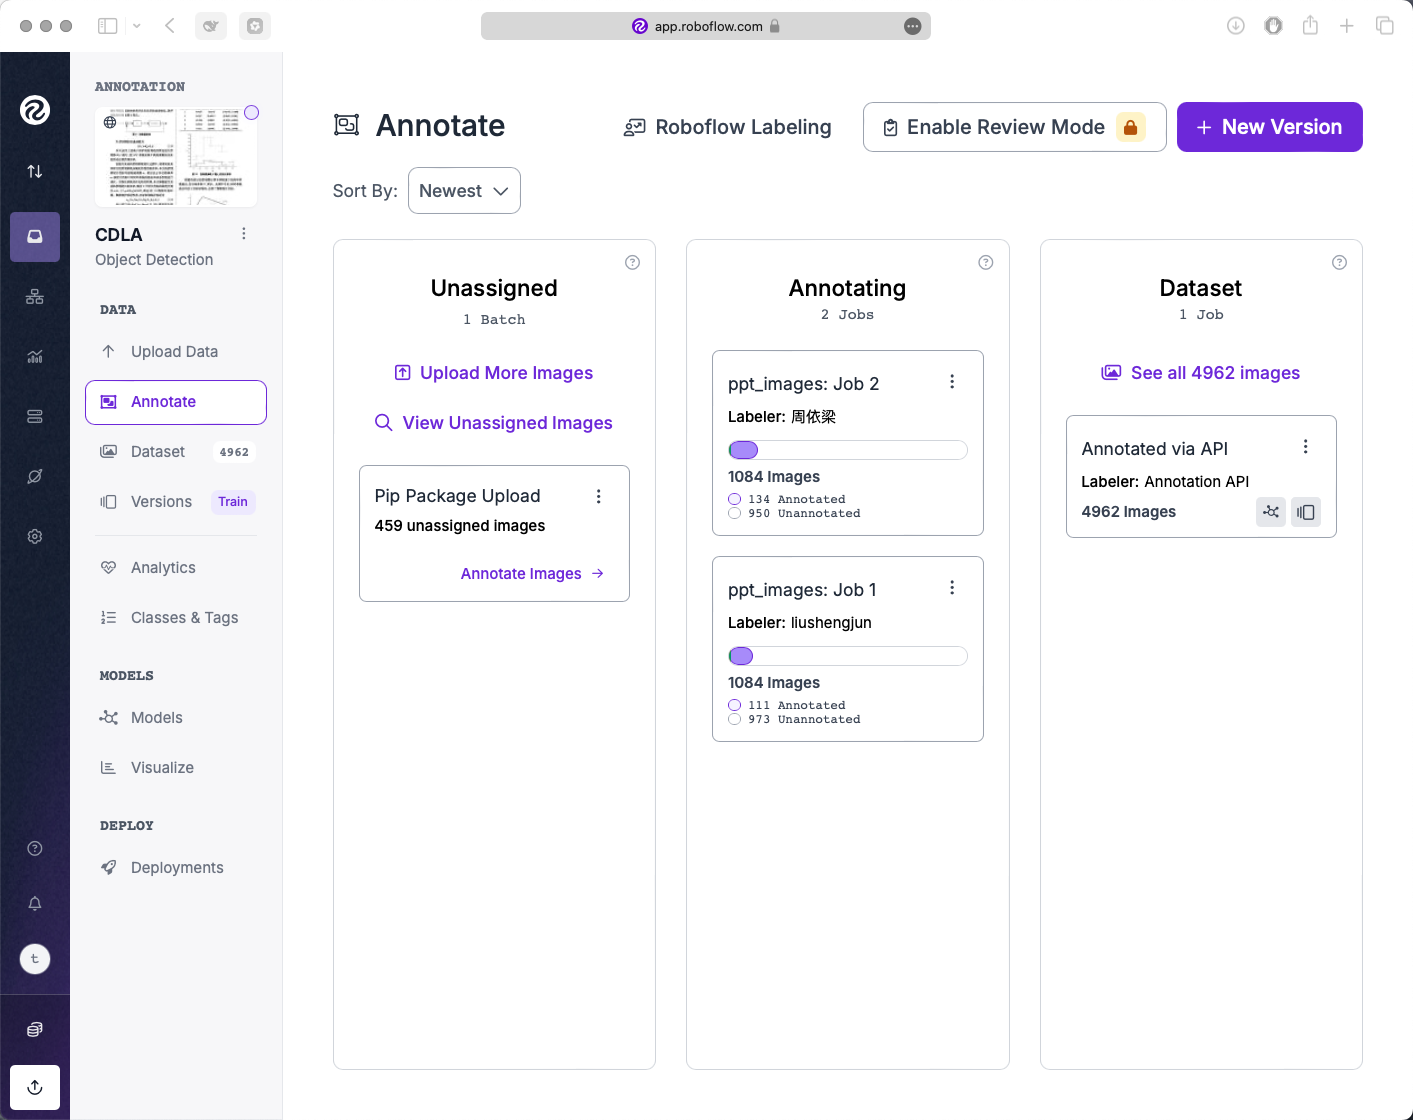 app.roboflow.com
ANNOTATION
CDLA
Object Detection
DATA
Upload Data
Annotate
Dataset 4962
Versions Train
Analytics
Classes & Tags
MODELS
Models
Visualize
DEPLOY
Deployments
t
Annotate
Roboflow Labeling
Enable Review Mode
+ New Version
Sort By: Newest
Unassigned
1 Batch
Upload More Images
View Unassigned Images
Pip Package Upload
459 unassigned images
Annotate Images →
Annotating
2 Jobs
ppt_images: Job 2
Labeler: 周依梁
1084 Images
134 Annotated
950 Unannotated
ppt_images: Job 1
Labeler: liushengjun
1084 Images
111 Annotated
973 Unannotated
Dataset
1 Job
See all 4962 images
Annotated via API
Labeler: Annotation API
4962 Images